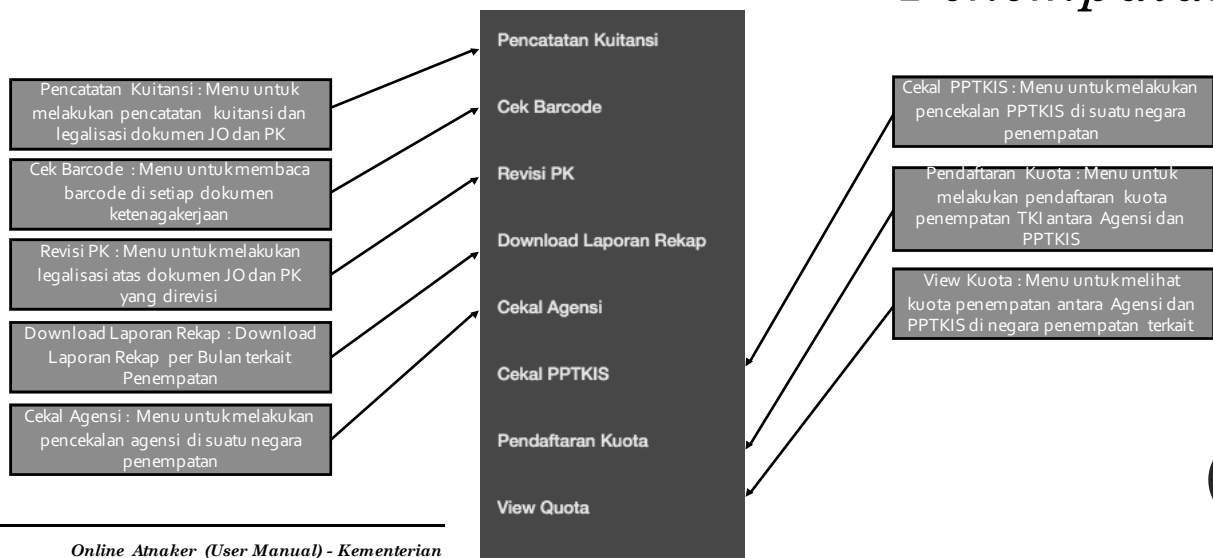 Pencatatan Kuitansi : Menu untuk
melakukan pencatatan kuitansi dan
legalisasi dokumen JO dan PK
Cek Barcode : Menu untuk membaca
barcode di setiap dokumen
ketenagakerjaan
Revisi PK : Menu untuk melakukan
legalisasi atas dokumen JO dan PK
yang direvisi
Download Laporan Rekap : Download
Laporan Rekap per Bulan terkait
Penempatan
Cekal Agensi : Menu untuk melakukan
pencekalan agensi di suatu negara
penempatan
Pencatatan Kuitansi
Cek Barcode
Revisi PK
Download Laporan Rekap
Cekal Agensi
Cekal PPTKIS
Pendaftaran Kuota
View Quota
Cekal PPTKIS : Menu untuk melakukan
pencekalan PPTKIS di suatu negara
penempatan
Pendaftaran Kuota : Menu untuk
melakukan pendaftaran kuota
penempatan TKI antara Agensi dan
PPTKIS
View Kuota : Menu untuk melihat
kuota penempatan antara Agensi dan
PPTKIS di negara penempatan terkait
Online Atnaker (User Manual) - Kementerian